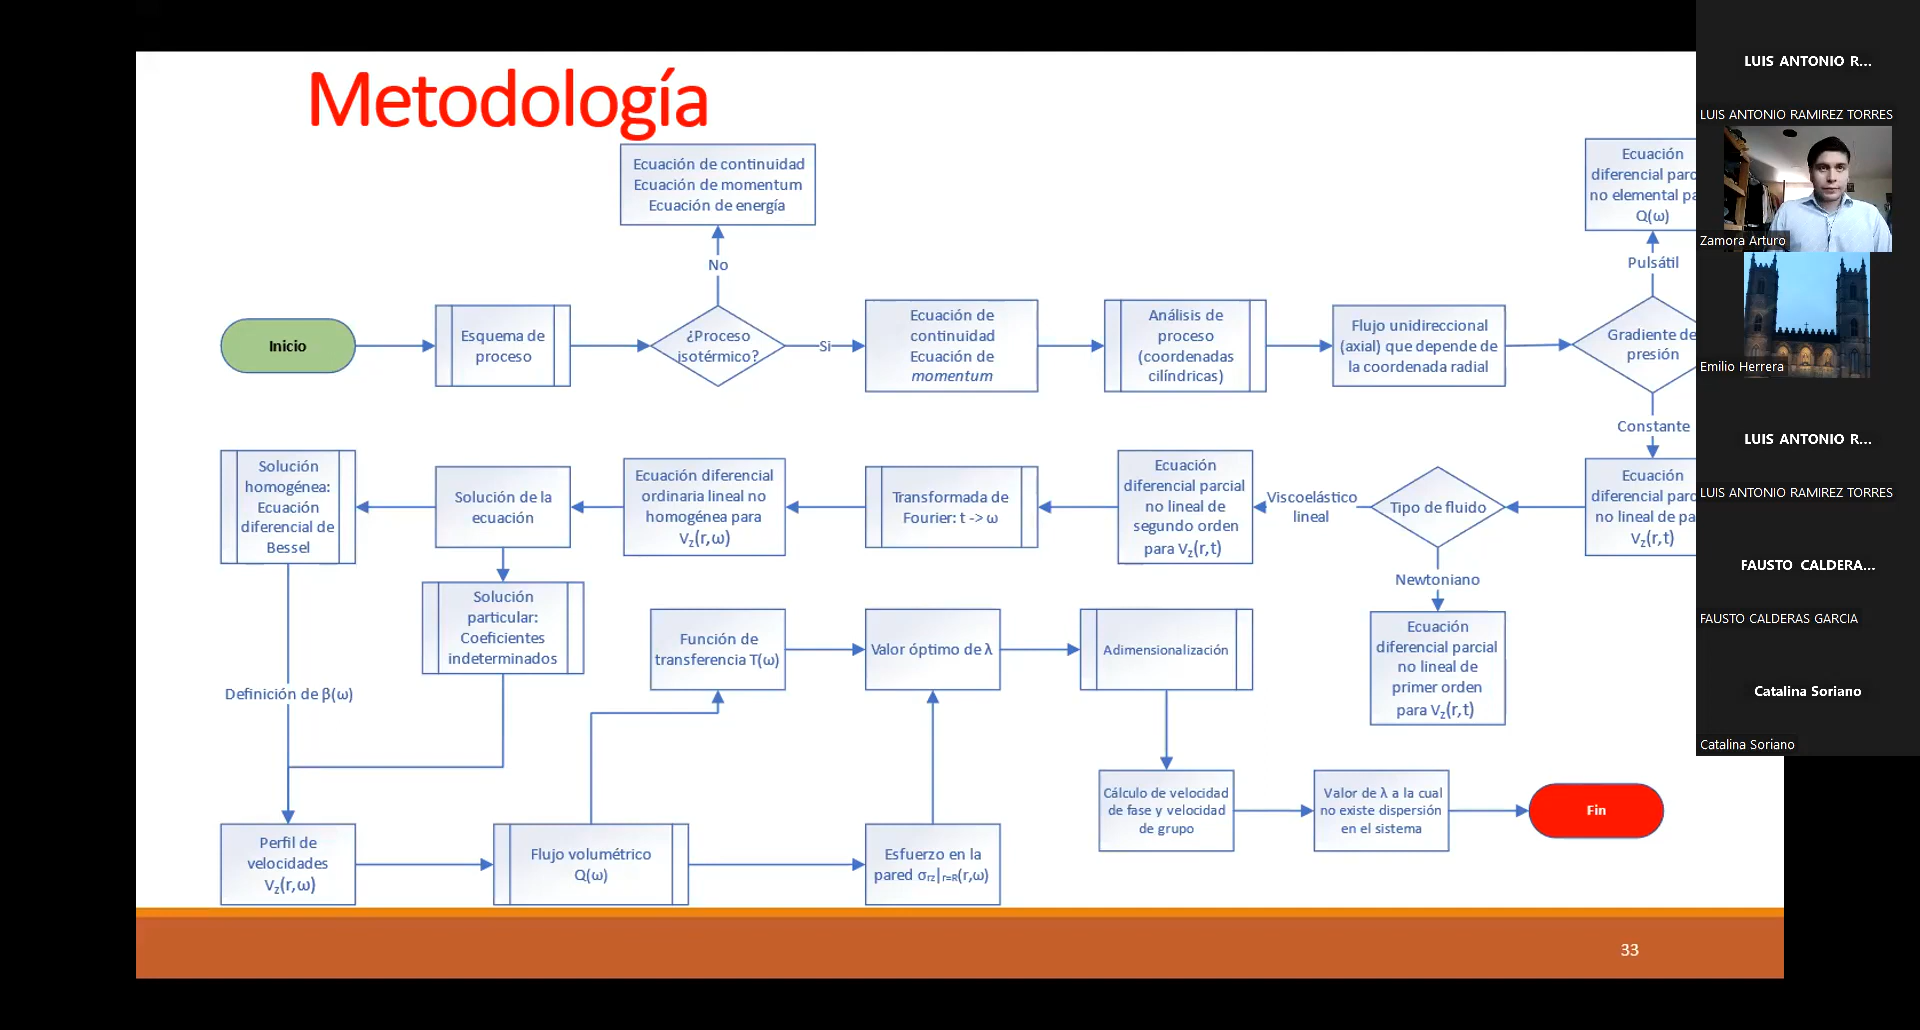 Metodología
Ecuación de continuidad
Ecuación de momentum
Ecuación de energía
No
Inicio
Esquema de
proceso
¿Proceso
isotérmico?
Si
Ecuación de
continuidad
Ecuación de
momentum
Análisis de
proceso
(coordenadas
cilíndricas)
Flujo unidireccional
(axial) que depende de
la coordenada radial
Ecuación
diferencial
no elemental
Q(ω)
Pulsátil
Gradiente de
presión
Constante
Ecuación
diferencial
no lineal de
Vz(r,t)
Tipo de fluido
Viscoelástico
lineal
Newtoniano
Ecuación
diferencial parcial
no lineal de
primer orden
para Vz(r,t)
Ecuación
diferencial parcial
no lineal de
segundo orden
para Vz(r,t)
Transformada de
Fourier: t -> ω
Ecuación diferencial
ordinaria lineal no
homogénea para
Vz(r,ω)
Solución de la
ecuación
Solución
homogénea:
Ecuación
diferencial de
Bessel
Solución
particular:
Coeficientes
indeterminados
Definición de β(ω)
Perfil de
velocidades
Vz(r,ω)
Flujo volumétrico
Q(ω)
Función de
transferencia T(ω)
Esfuerzo en la
pared σrz|r=R(r,ω)
Valor óptimo de λ
Adimensionalización
Cálculo de velocidad
de fase y velocidad
de grupo
Valor de λ a la cual
no existe dispersión
en el sistema
Fin
33
LUIS ANTONIO R...
LUIS ANTONIO RAMIREZ TORRES
Zamora Arturo
Emilio Herrera
LUIS ANTONIO R...
LUIS ANTONIO RAMIREZ TORRES
FAUSTO CALDERA...
FAUSTO CALDERAS GARCIA
Catalina Soriano
Catalina Soriano